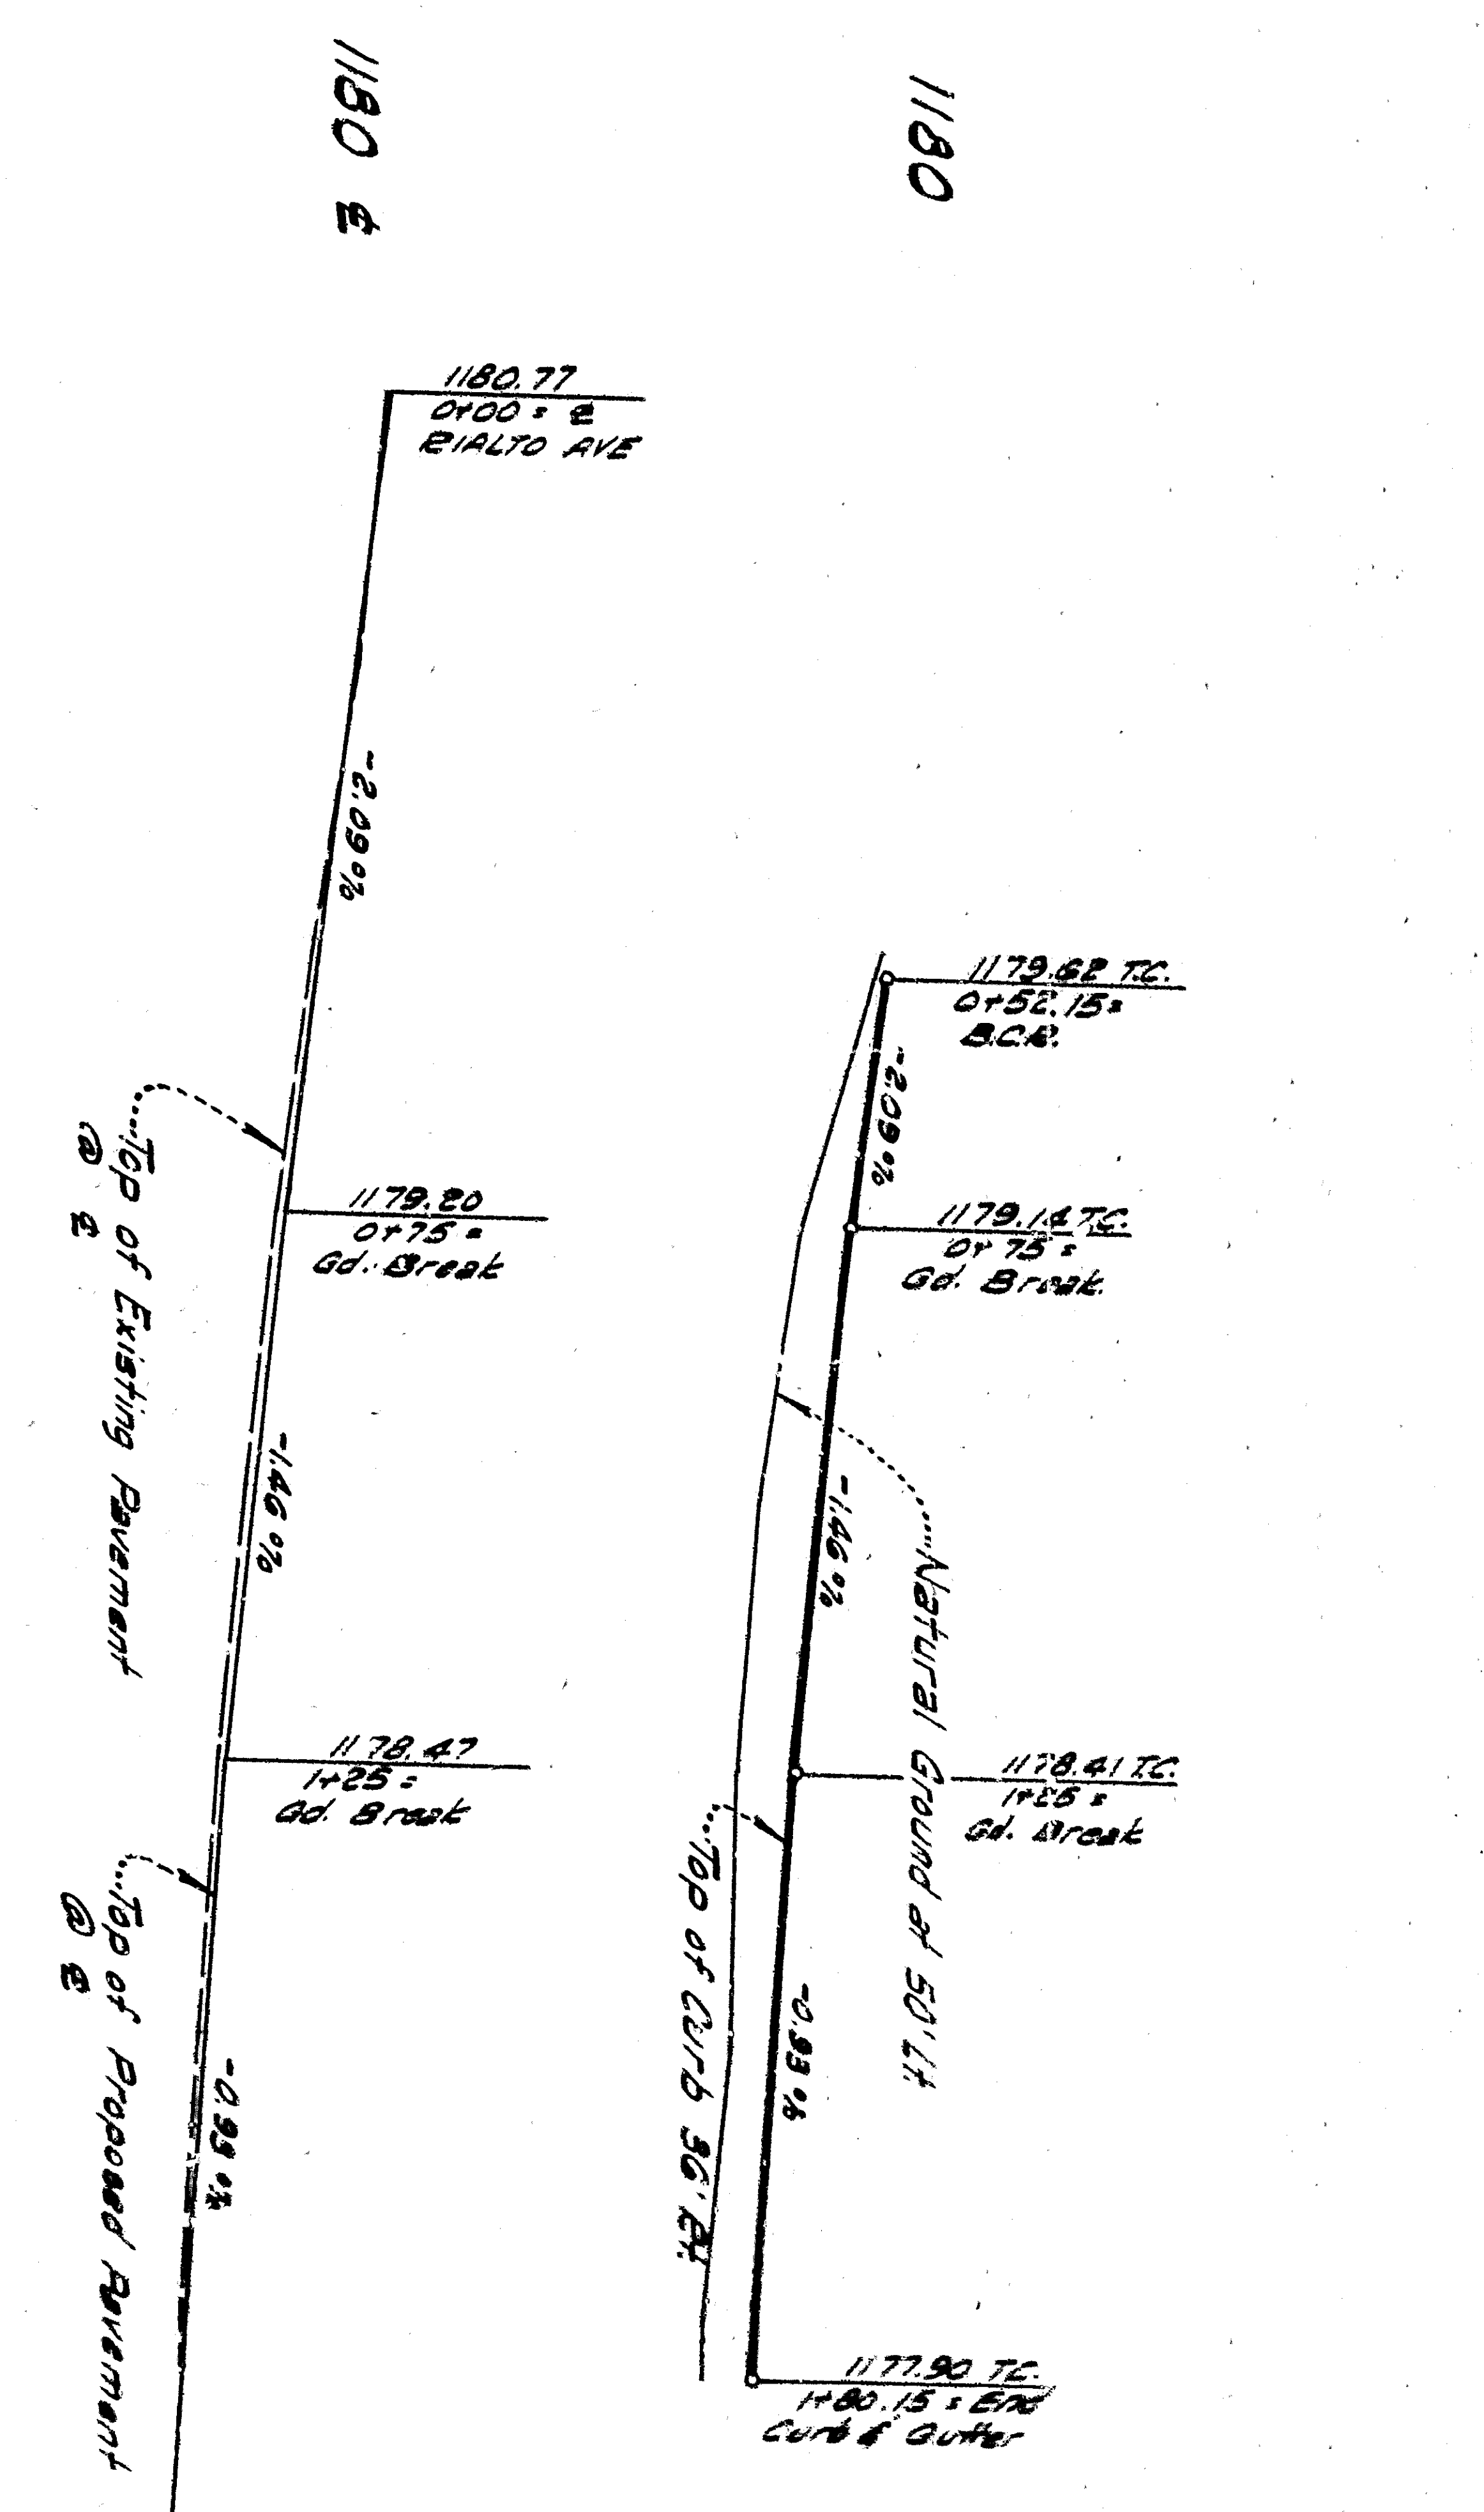 1180 ℄
1180
1180.77
0+00 = ℄
RIALTO AVE
-2.09%
1179.62 T.C.
0+52.15=
B.C.R.
-2.09%
Top of Existing Pavement
@ ℄
1179.20
0+75 =
Gd. Break
1179.14 T.C.
0+75 =
Gd. Break
-1.46%
-1.46%
Natural Ground at 50' Lt.
1178.47
1+25 =
Gd. Break
1178.41 T.C.
1+25 =
Gd. Break
Top of Proposed Pavement
@ ℄
Top of Curb 36' Rt.
-0.93%
-0.93%
1177.90 T.C.
1+80.15 = End
Curb & Gutter